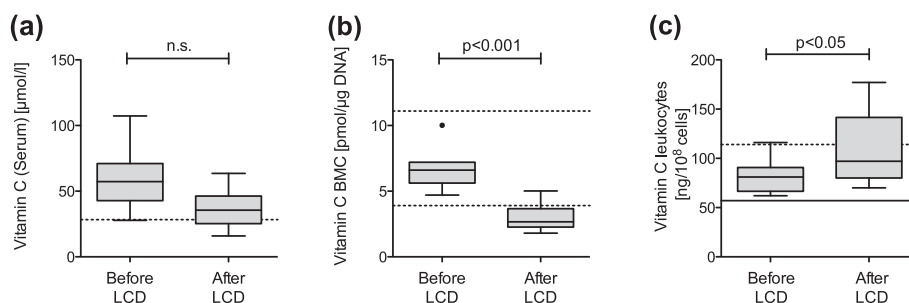 (a)
n.s.
Vitamin C (Serum) [µmol/l]
150
100
50
0
Before
LCD
After
LCD
(b)
p<0.001
Vitamin C BMC [pmol/µg DNA]
15
10
5
0
Before
LCD
After
LCD
(c)
p<0.05
Vitamin C leukocytes
[ng/10⁸ cells]
200
150
100
50
0
Before
LCD
After
LCD